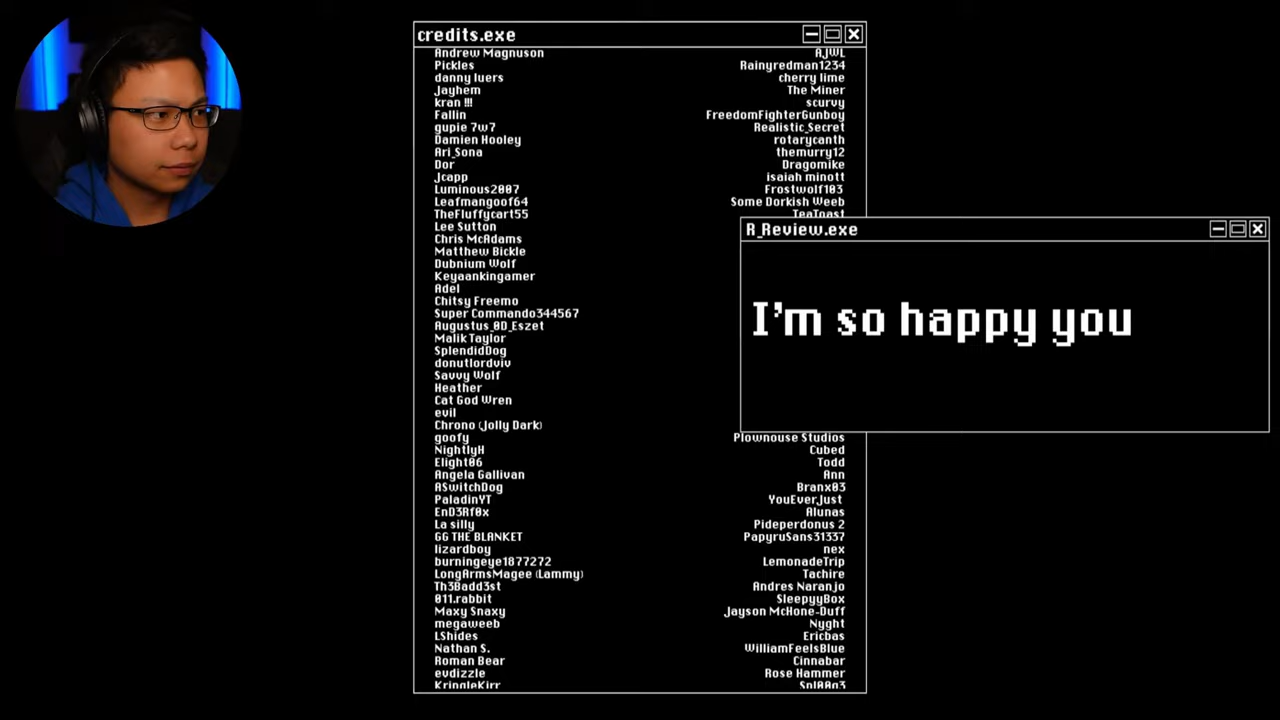 credits.exe
Andrew Magnuson
Pickles
danny luers
Jayhem
kran !!!
Fallin
gupie 7w7
Damien Hooley
Ari_Sona
Dor
Jcapp
Luminous2007
Leafmangoof64
TheFluffycart55
Lee Sutton
Chris McAdams
Matthew Bickle
Dubnium Wolf
Keyaankingamer
Adel
Chitsy Freemo
Super Commando344567
Augustus_0D_Eszet
Malik Taylor
SplendidDog
donutlordviv
Savvy Wolf
Heather
Cat God Wren
evil
Chrono (Jolly Dark)
goofy
NightlyH
Elight06
Angela Gallivan
ASwitchDog
PaladinYT
EnD3Rf0x
La silly
GG THE BLANKET
lizardboy
burningeye1877272
LongArmsMagee (Lammy)
Th3Badd3st
011.rabbit
Maxy Snaxy
megaweeb
LShides
Nathan S.
Roman Bear
evdizzle
KringleKirr
AJWL
Rainyredman1234
cherry lime
The Miner
scurvy
FreedomFighterGunboy
Realistic_Secret
rotarycanth
themurry12
Dragomike
isaiah minott
Frostwolf103
Some Dorkish Weeb
TeaToast
Plownouse Studios
Cubed
Todd
Ann
Branx03
YouEverJust
Alunas
Pideperdonus 2
PapyruSans31337
nex
LemonadeTrip
Tachire
Andres Naranjo
SleepyyBox
Jayson McHone-Duff
Nyght
Ericbas
WilliamFeelsBlue
Cinnabar
Rose Hammer
R_Review.exe
I'm so happy you